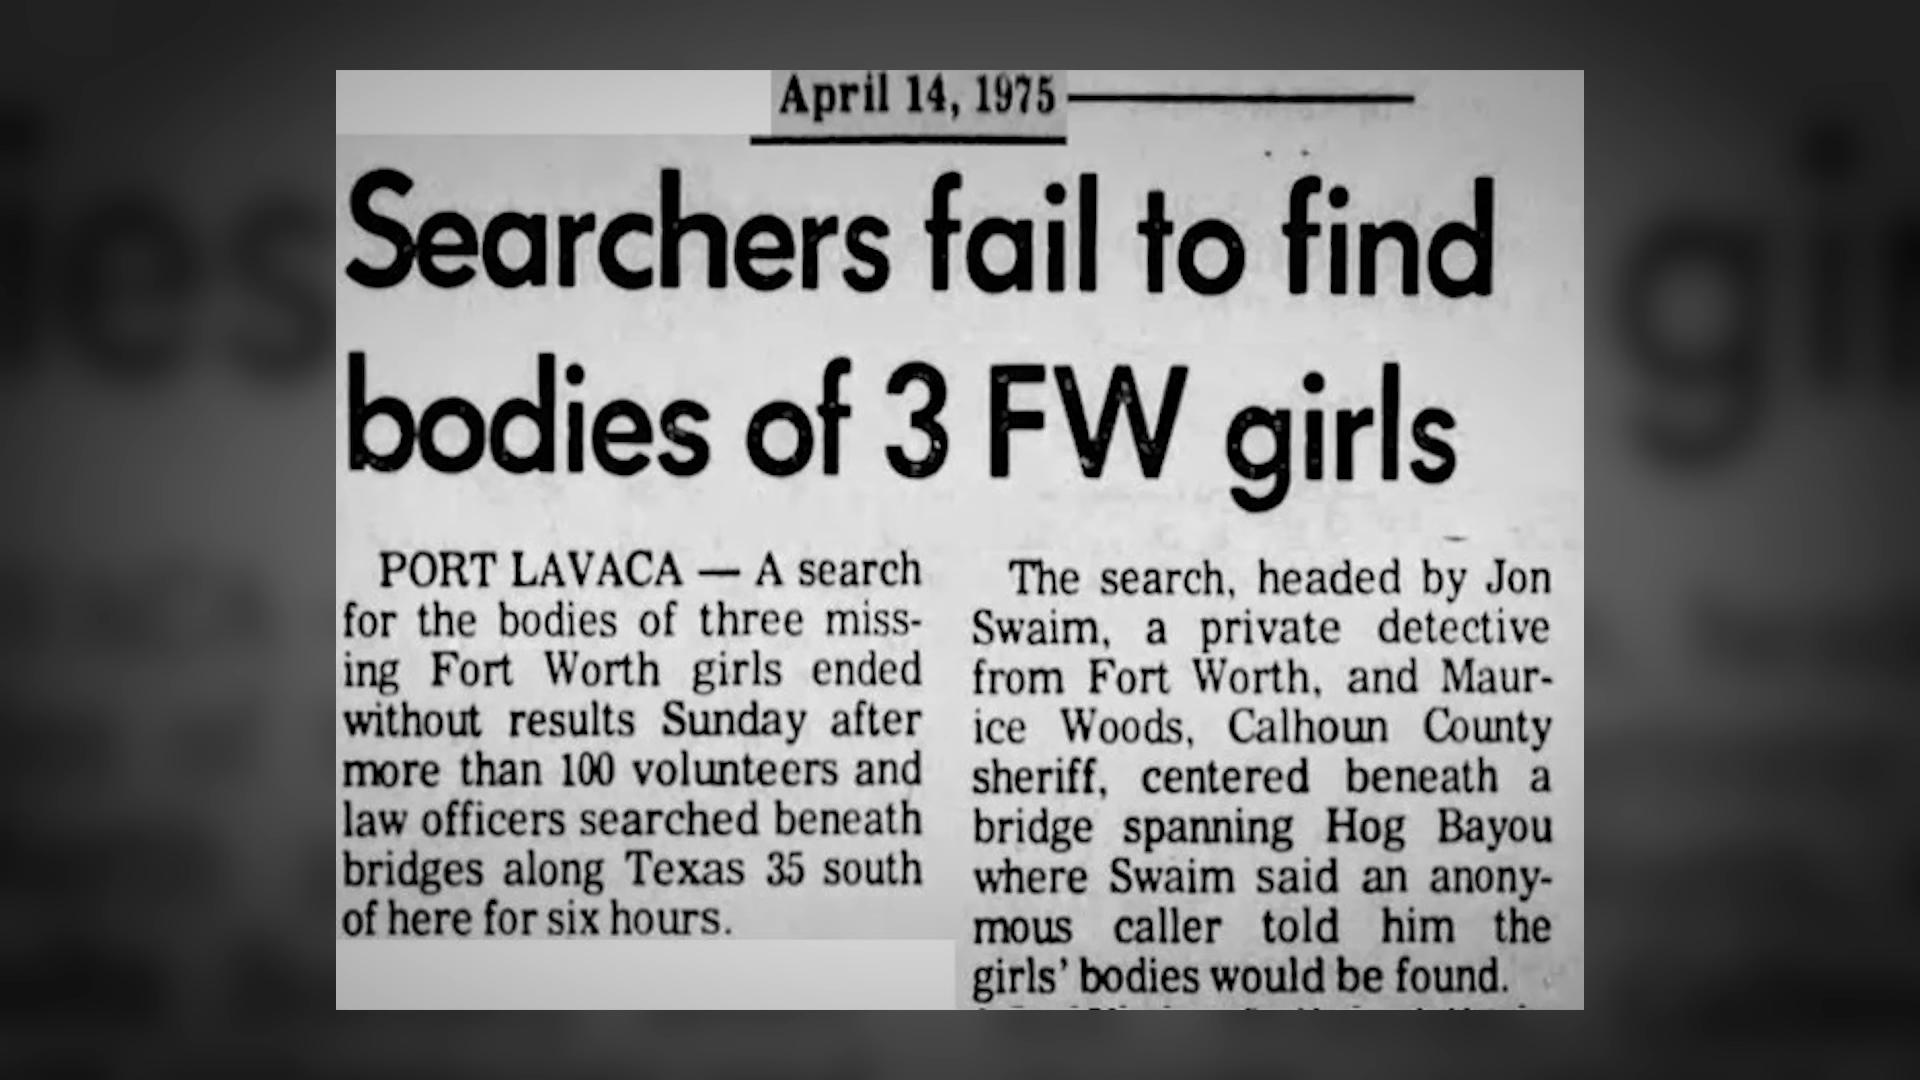 April 14, 1975
Searchers fail to find
bodies of 3 FW girls
PORT LAVACA — A search
for the bodies of three miss-
ing Fort Worth girls ended
without results Sunday after
more than 100 volunteers and
law officers searched beneath
bridges along Texas 35 south
of here for six hours.
The search, headed by Jon
Swaim, a private detective
from Fort Worth, and Maur-
ice Woods, Calhoun County
sheriff, centered beneath a
bridge spanning Hog Bayou
where Swaim said an anony-
mous caller told him the
girls' bodies would be found.